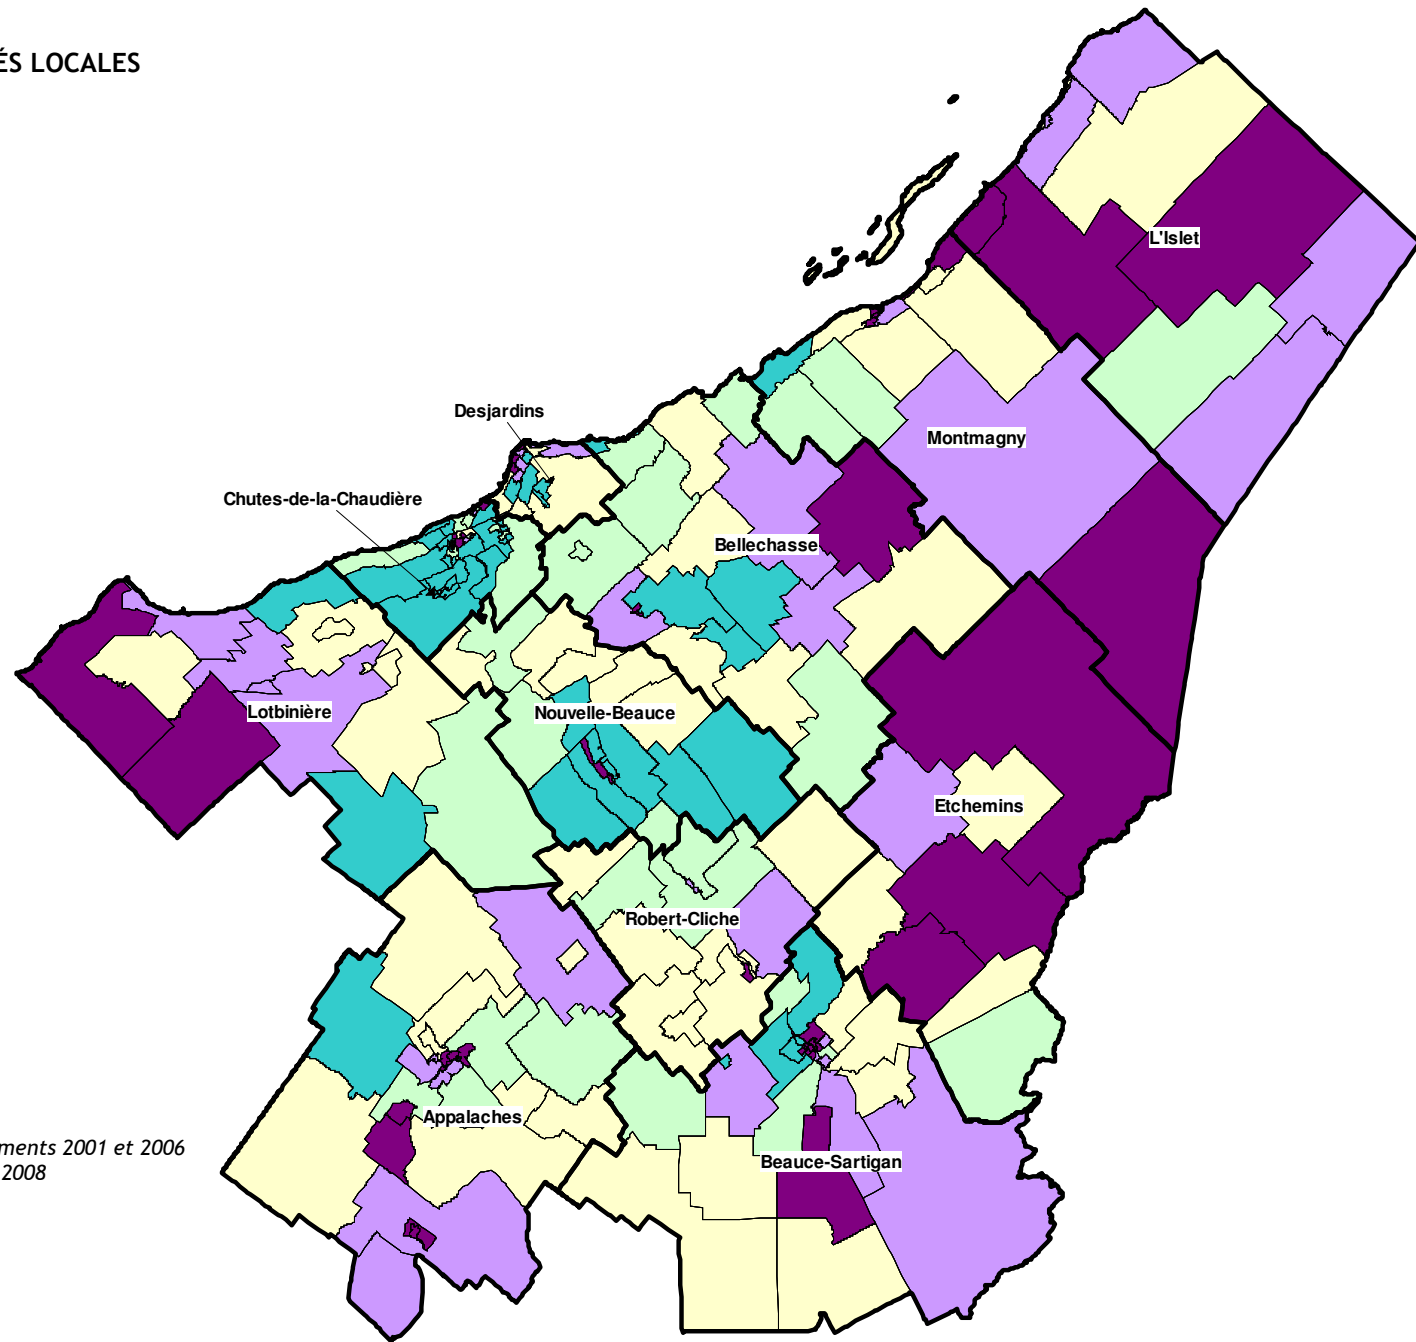 ÉS LOCALES
L'Islet
Desjardins
Montmagny
Chutes-de-la-Chaudière
Bellechasse
Lotbinière
Nouvelle-Beauce
Etchemins
Robert-Cliche
Appalaches
ments 2001 et 2006
2008
Beauce-Sartigan